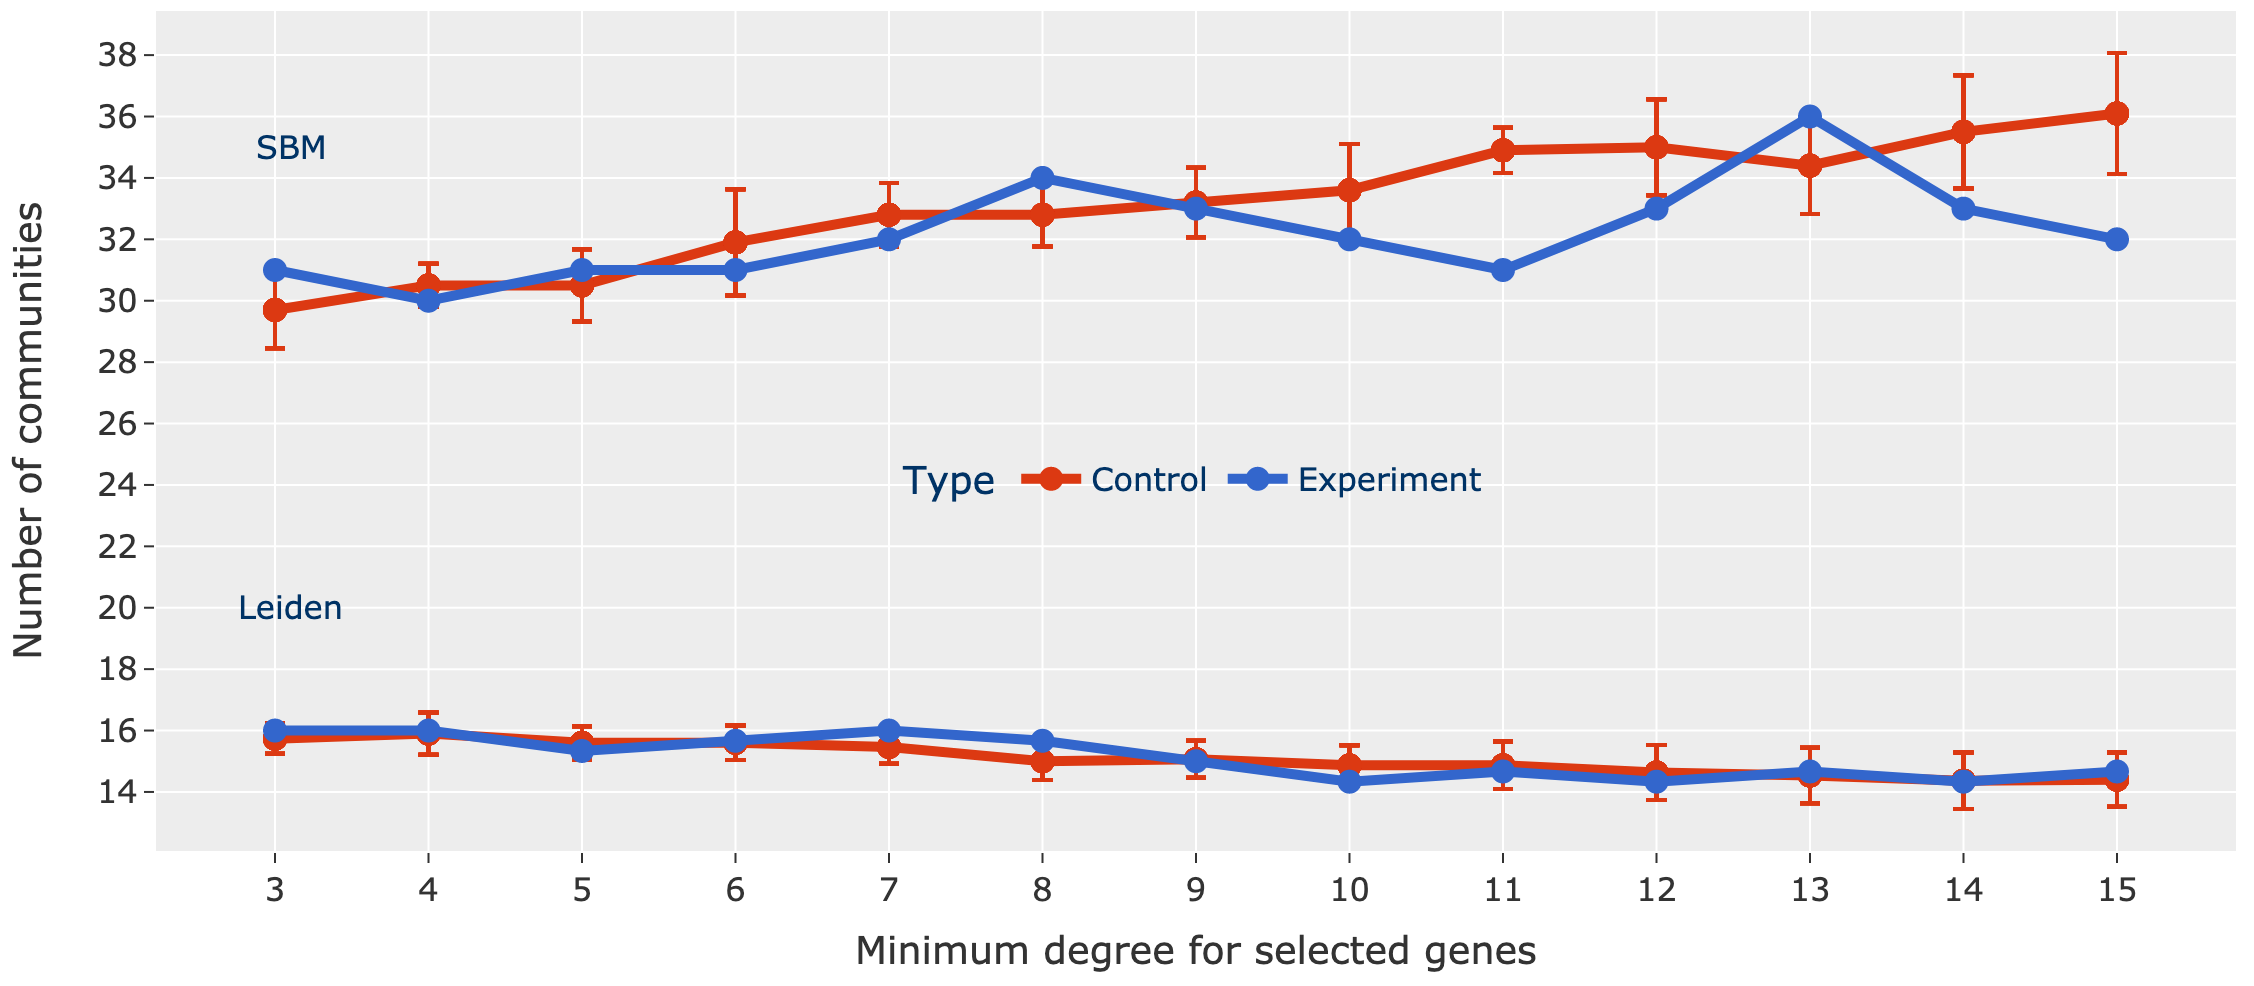 38
36
SBM
34
32
30
28
26
Type Control Experiment
24
22
20
Leiden
18
16
14
Number of communities
3 4 5 6 7 8 9 10 11 12 13 14 15
Minimum degree for selected genes